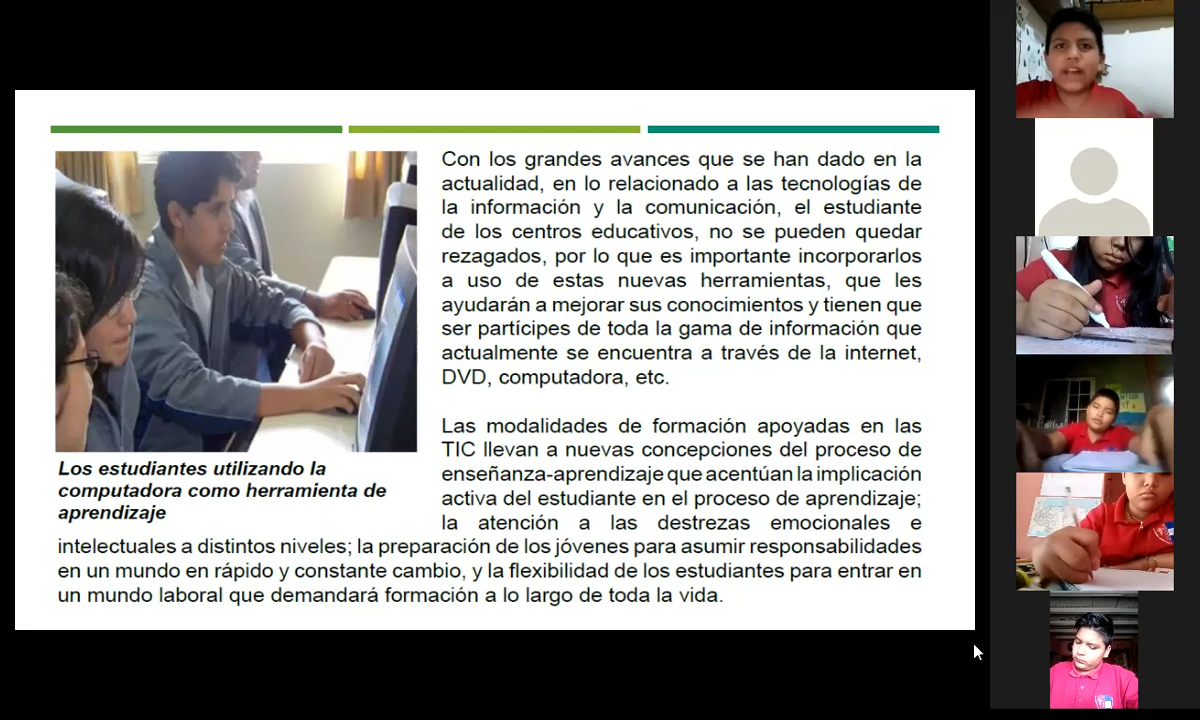 Con los grandes avances que se han dado en la
actualidad, en lo relacionado a las tecnologías de
la información y la comunicación, el estudiante
de los centros educativos, no se pueden quedar
rezagados, por lo que es importante incorporarlos
a uso de estas nuevas herramientas, que les
ayudarán a mejorar sus conocimientos y tienen que
ser partícipes de toda la gama de información que
actualmente se encuentra a través de la internet,
DVD, computadora, etc.
Los estudiantes utilizando la
computadora como herramienta de
aprendizaje
Las modalidades de formación apoyadas en las
TIC llevan a nuevas concepciones del proceso de
enseñanza-aprendizaje que acentúan la implicación
activa del estudiante en el proceso de aprendizaje;
la atención a las destrezas emocionales e
intelectuales a distintos niveles; la preparación de los jóvenes para asumir responsabilidades
en un mundo en rápido y constante cambio, y la flexibilidad de los estudiantes para entrar en
un mundo laboral que demandará formación a lo largo de toda la vida.